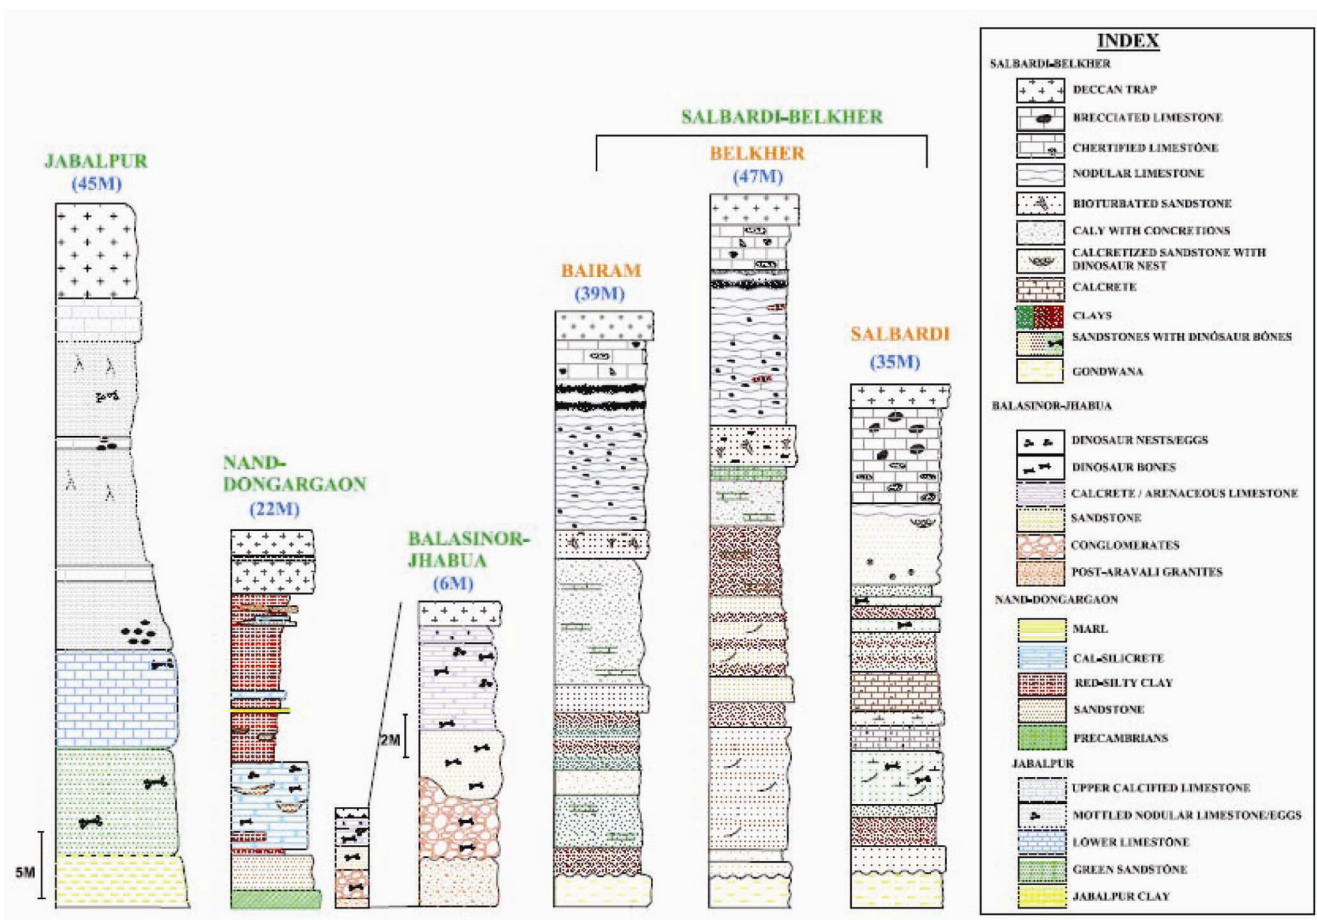 JABALPUR
(45M)
NAND-
DONGARGAON
(22M)
BALASINOR-
JHABUA
(6M)
SALBARDI-BELKHER
BAIRAM
(39M)
BELKHER
(47M)
SALBARDI
(35M)
5M
2M
INDEX
SALBARDI-BELKHER
DECCAN TRAP
BRECCIATED LIMESTONE
CHERTIFIED LIMESTONE
NODULAR LIMESTONE
BIOTURBATED SANDSTONE
CALY WITH CONCRETIONS
CALCRETIZED SANDSTONE WITH
DINOSAUR NEST
CALCRETE
CLAYS
SANDSTONES WITH DINOSAUR BONES
GONDWANA
BALASINOR-JHABUA
DINOSAUR NESTS/EGGS
DINOSAUR BONES
CALCRETE / ARENACEOUS LIMESTONE
SANDSTONE
CONGLOMERATES
POST-ARAVALI GRANITES
NAND-DONGARGAON
MARL
CAL-SILICRETE
RED-SILTY CLAY
SANDSTONE
PRECAMBRIANS
JABALPUR
UPPER CALCIFIED LIMESTONE
MOTTLED NODULAR LIMESTONE/EGGS
LOWER LIMESTONE
GREEN SANDSTONE
JABALPUR CLAY